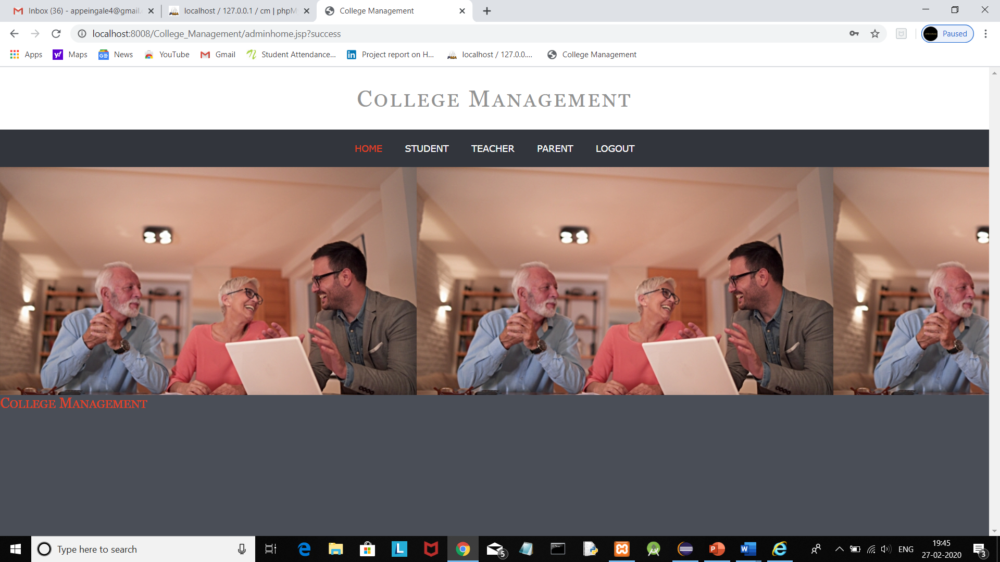 Inbox (36) - appeingale4@gmail.
localhost / 127.0.0.1 / cm | phpM
College Management
localhost:8008/College_Management/adminhome.jsp?success
Paused
Apps
Maps
News
YouTube
Gmail
Student Attendance...
Project report on H...
localhost / 127.0.0....
College Management
College Management
HOME
STUDENT
TEACHER
PARENT
LOGOUT
College Management
Type here to search
5
ENG
19:45
27-02-2020
3